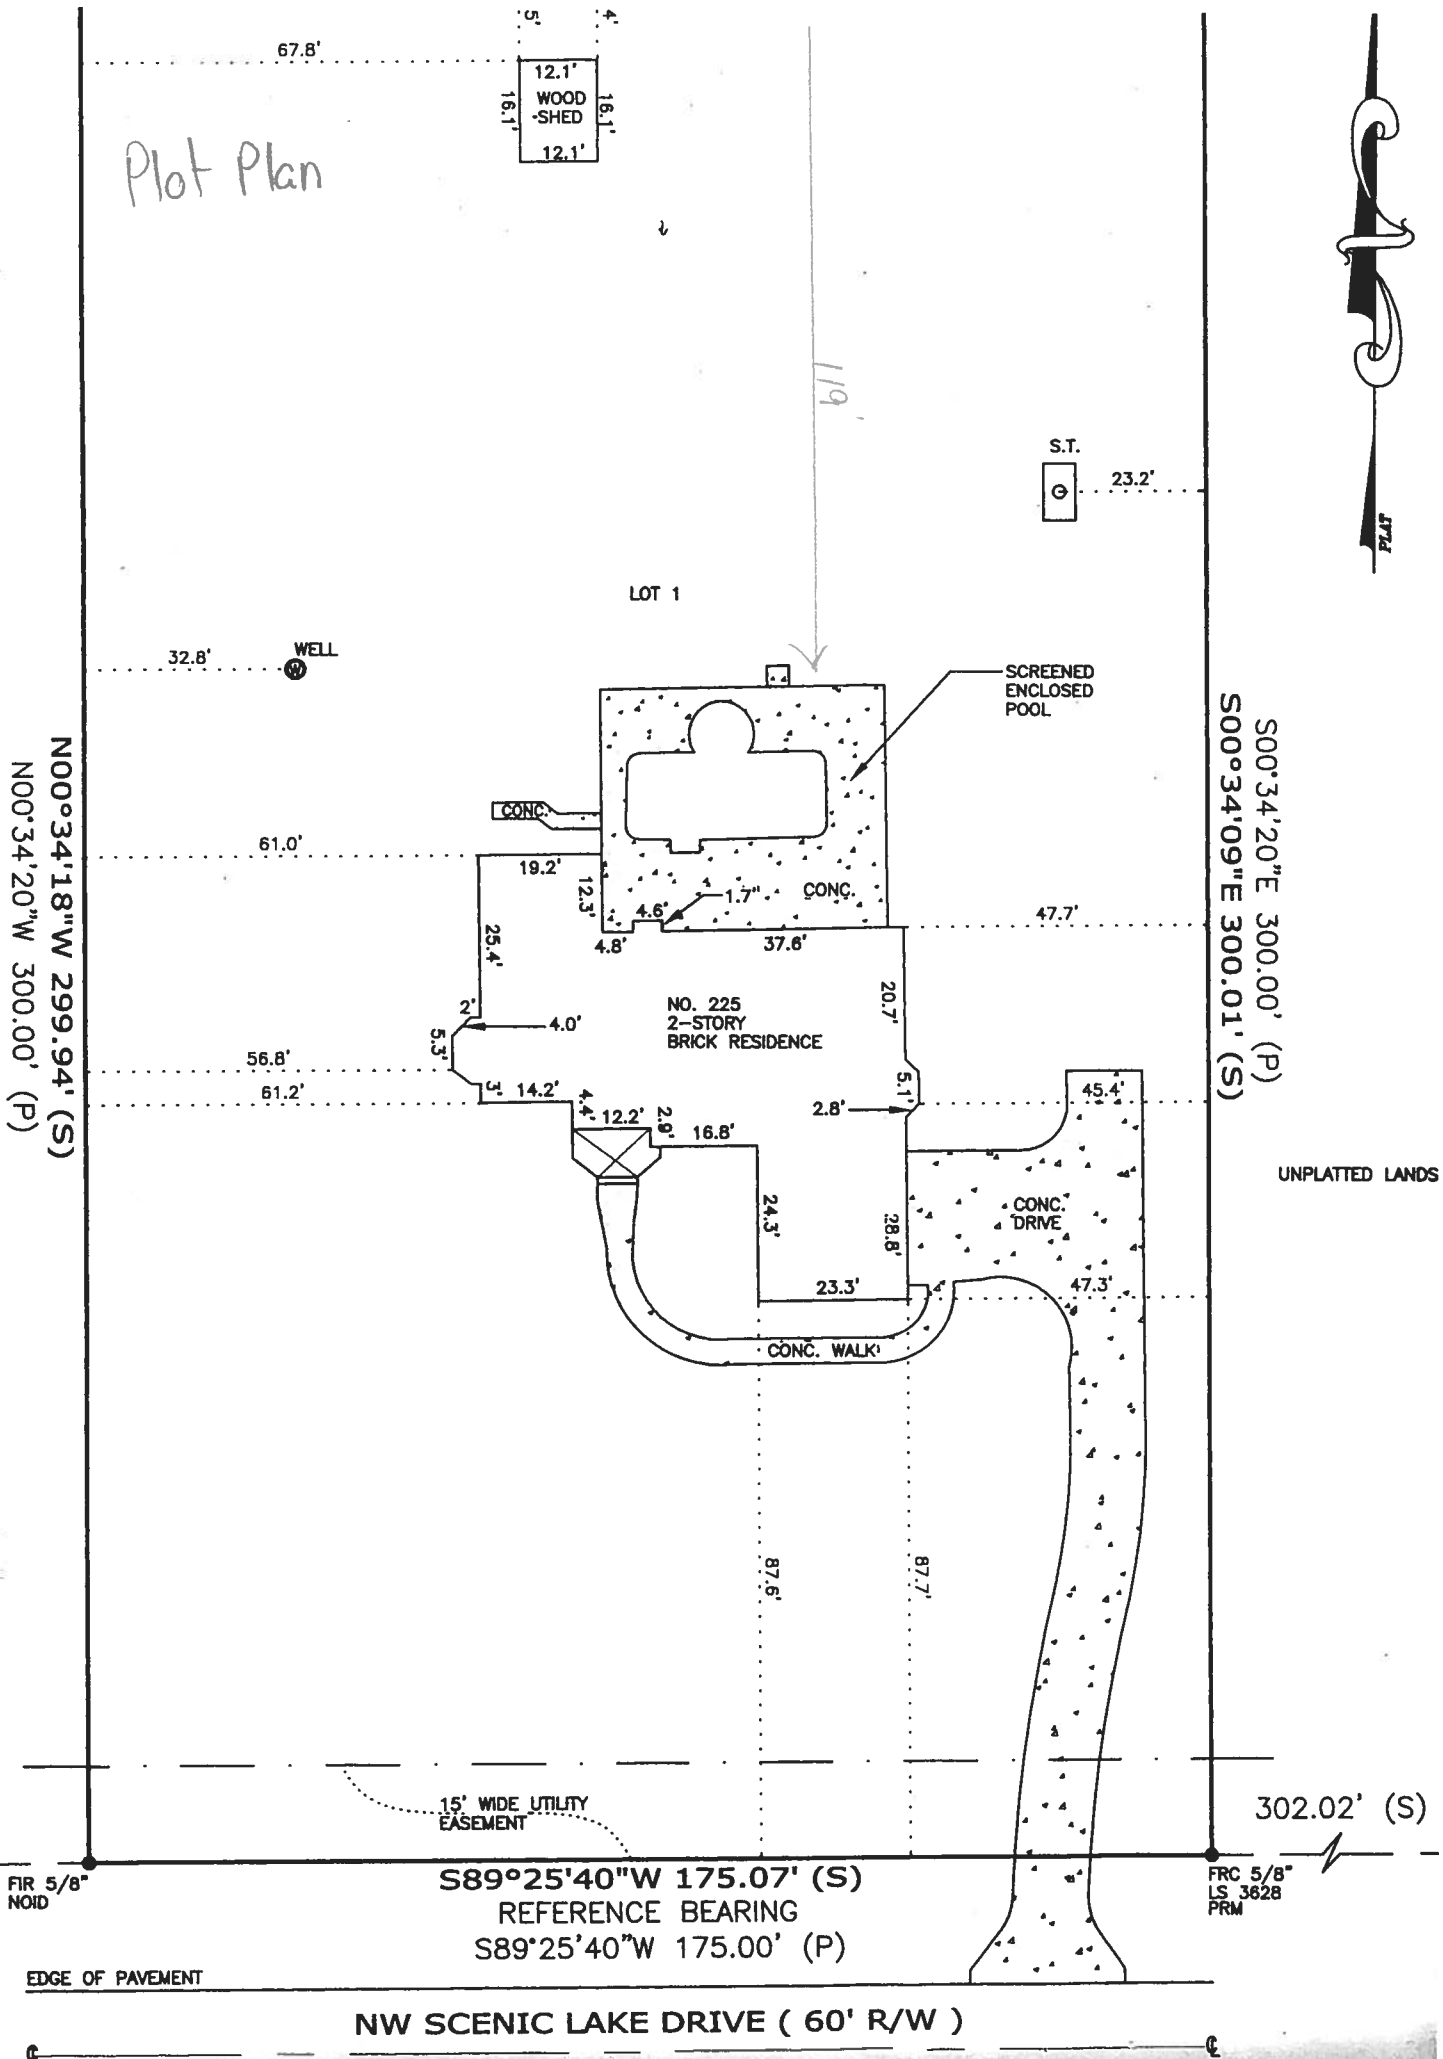 5'
4'
67.8'
12.1'
16.1'
WOOD
SHED
16.1'
12.1'
Plot Plan
119'
PLAT
S.T.
23.2'
LOT 1
WELL
W
32.8'
SCREENED
ENCLOSED
POOL
CONC.
61.0'
19.2'
12.3'
1.7'
CONC.
4.6'
4.8'
37.6'
47.7'
25.4'
20.7'
NO. 225
2-STORY
BRICK RESIDENCE
2'
4.0'
5.3'
56.8'
61.2'
3'
14.2'
4.4'
12.2'
2.9'
16.8'
5.1'
2.8'
45.4'
24.3'
28.8'
CONC.
DRIVE
23.3'
47.3'
CONC. WALK
87.6'
87.7'
N00°34'18"W 299.94' (S)
N00°34'20"W 300.00' (P)
S00°34'20"E 300.00' (P)
S00°34'09"E 300.01' (S)
UNPLATTED LANDS
15' WIDE UTILITY
EASEMENT
302.02' (S)
FIR 5/8"
NOID
S89°25'40"W 175.07' (S)
REFERENCE BEARING
S89°25'40"W 175.00' (P)
FRC 5/8"
LS 3628
PRM
EDGE OF PAVEMENT
NW SCENIC LAKE DRIVE ( 60' R/W )